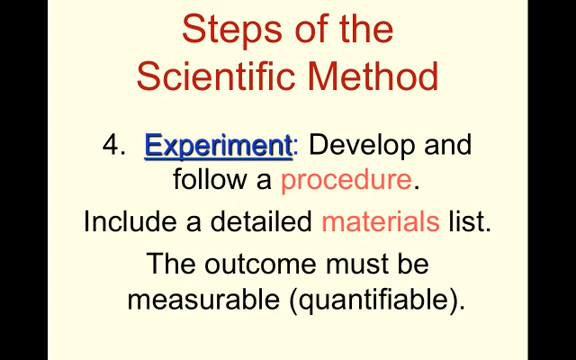 Steps of the
Scientific Method
4. Experiment: Develop and
follow a procedure.
Include a detailed materials list.
The outcome must be
measurable (quantifiable).